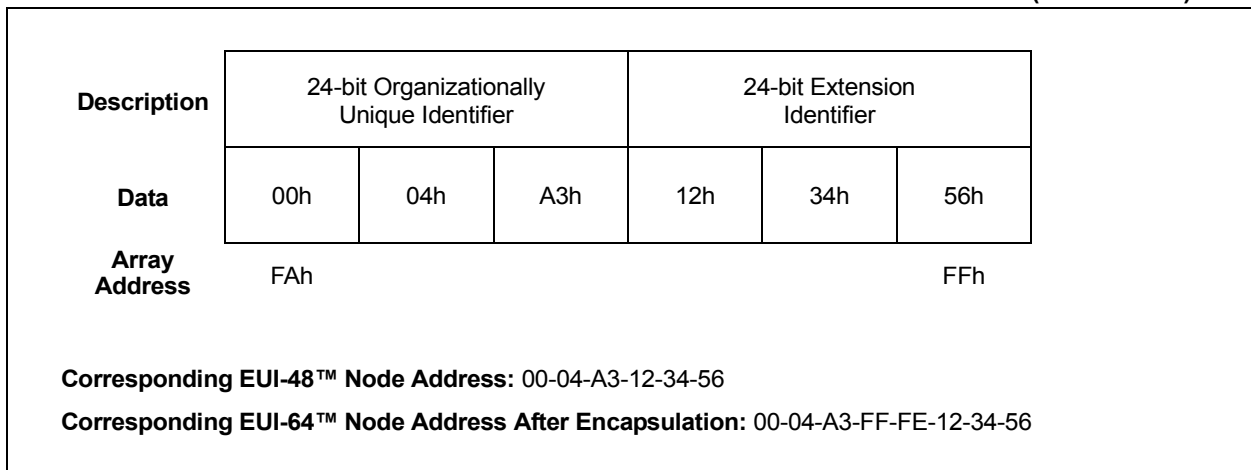 Description
24-bit Organizationally
Unique Identifier
24-bit Extension
Identifier
Data
00h
04h
A3h
12h
34h
56h
Array
Address
FAh
FFh
Corresponding EUI-48™ Node Address: 00-04-A3-12-34-56
Corresponding EUI-64™ Node Address After Encapsulation: 00-04-A3-FF-FE-12-34-56